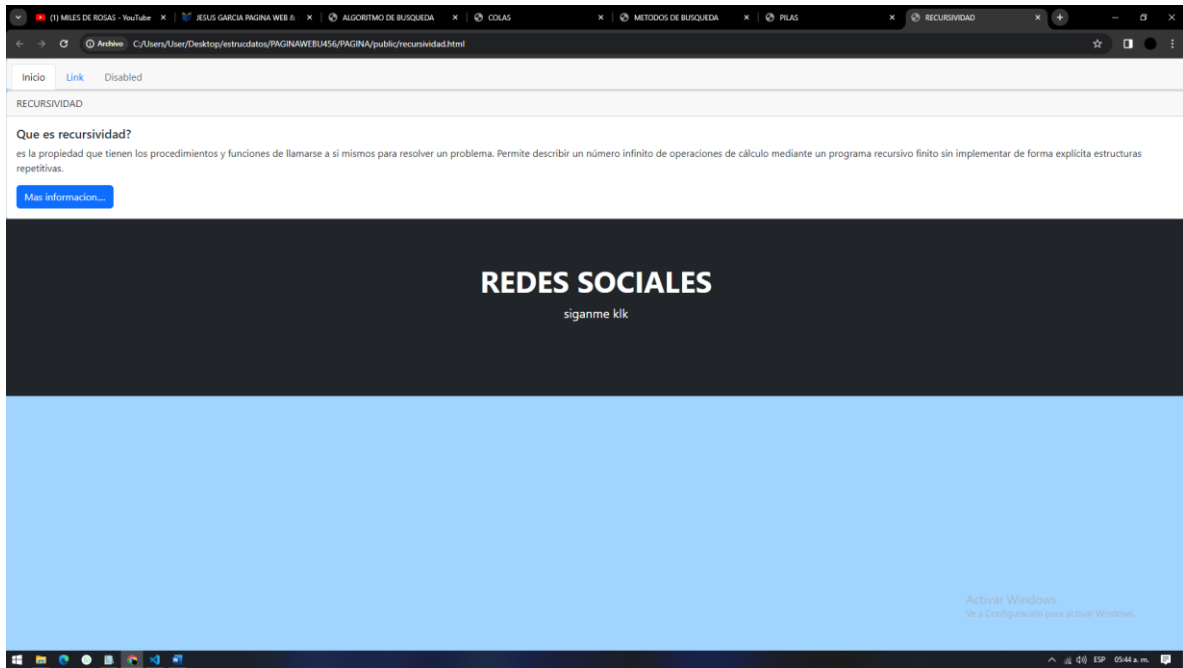 (1) MILES DE ROSAS - YouTube
JESUS GARCIA PAGINA WEB &
ALGORITMO DE BUSQUEDA
COLAS
METODOS DE BUSQUEDA
PILAS
RECURSIVIDAD
Archivo C:/Users/User/Desktop/estrucdatos/PAGINAWEBU456/PAGINA/public/recursividad.html
Inicio Link Disabled
RECURSIVIDAD
Que es recursividad?
es la propiedad que tienen los procedimientos y funciones de llamarse a si mismos para resolver un problema. Permite describir un número infinito de operaciones de cálculo mediante un programa recursivo finito sin implementar de forma explícita estructuras
repetitivas.
Mas informacion....
REDES SOCIALES
siganme klk
Activar Windows
Ve a Configuración para activar Windows.
ESP 05:44 a. m.